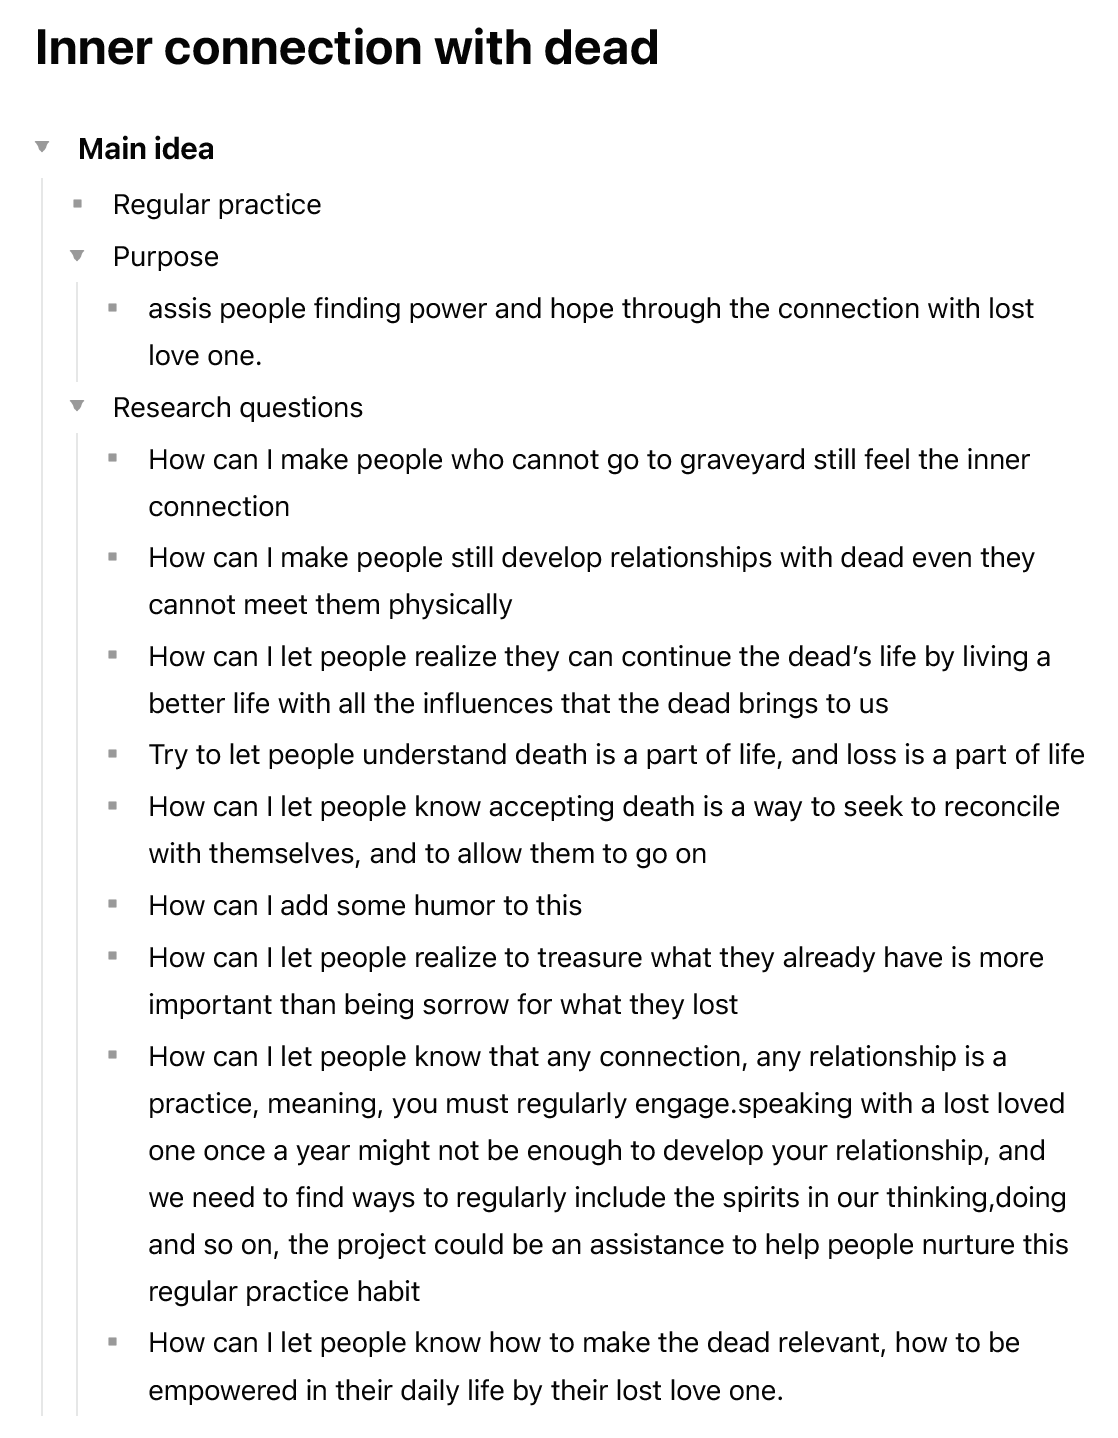 Inner connection with dead
Main idea
Regular practice
Purpose
assis people finding power and hope through the connection with lost
love one.
Research questions
How can I make people who cannot go to graveyard still feel the inner
connection
How can I make people still develop relationships with dead even they
cannot meet them physically
How can I let people realize they can continue the dead's life by living a
better life with all the influences that the dead brings to us
Try to let people understand death is a part of life, and loss is a part of life
How can I let people know accepting death is a way to seek to reconcile
with themselves, and to allow them to go on
How can I add some humor to this
How can I let people realize to treasure what they already have is more
important than being sorrow for what they lost
How can I let people know that any connection, any relationship is a
practice, meaning, you must regularly engage.speaking with a lost loved
one once a year might not be enough to develop your relationship, and
we need to find ways to regularly include the spirits in our thinking,doing
and so on, the project could be an assistance to help people nurture this
regular practice habit
How can I let people know how to make the dead relevant, how to be
empowered in their daily life by their lost love one.